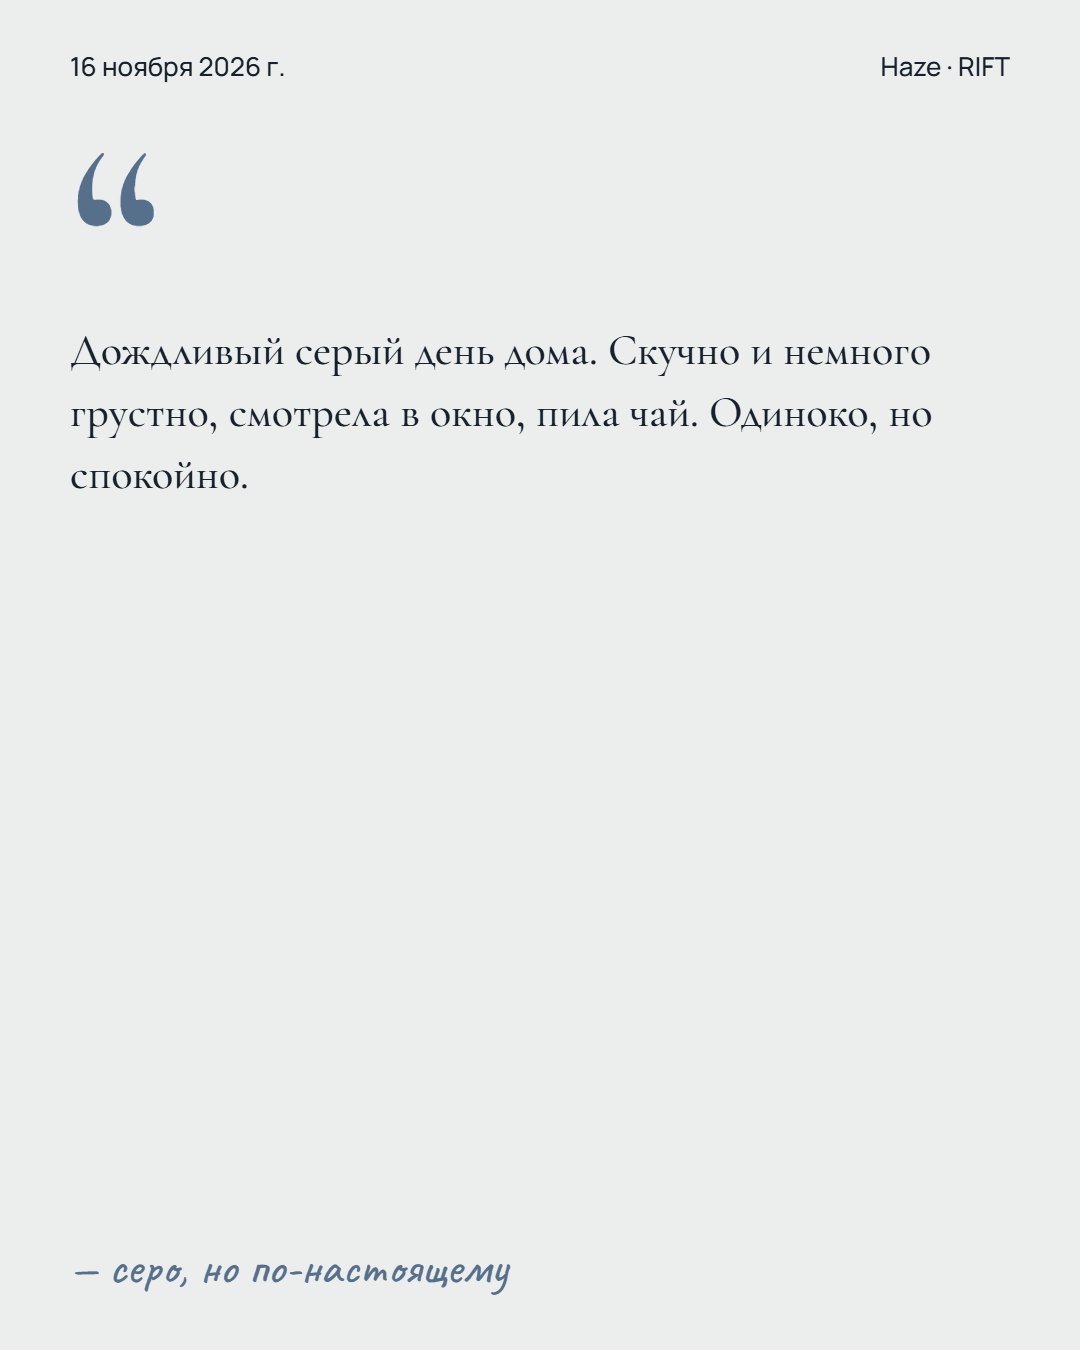 16 ноября 2026 г.
Haze · RIFT
“
Дождливый серый день дома. Скучно и немного
грустно, смотрела в окно, пила чай. Одиноко, но
спокойно.
— серо, но по-настоящему